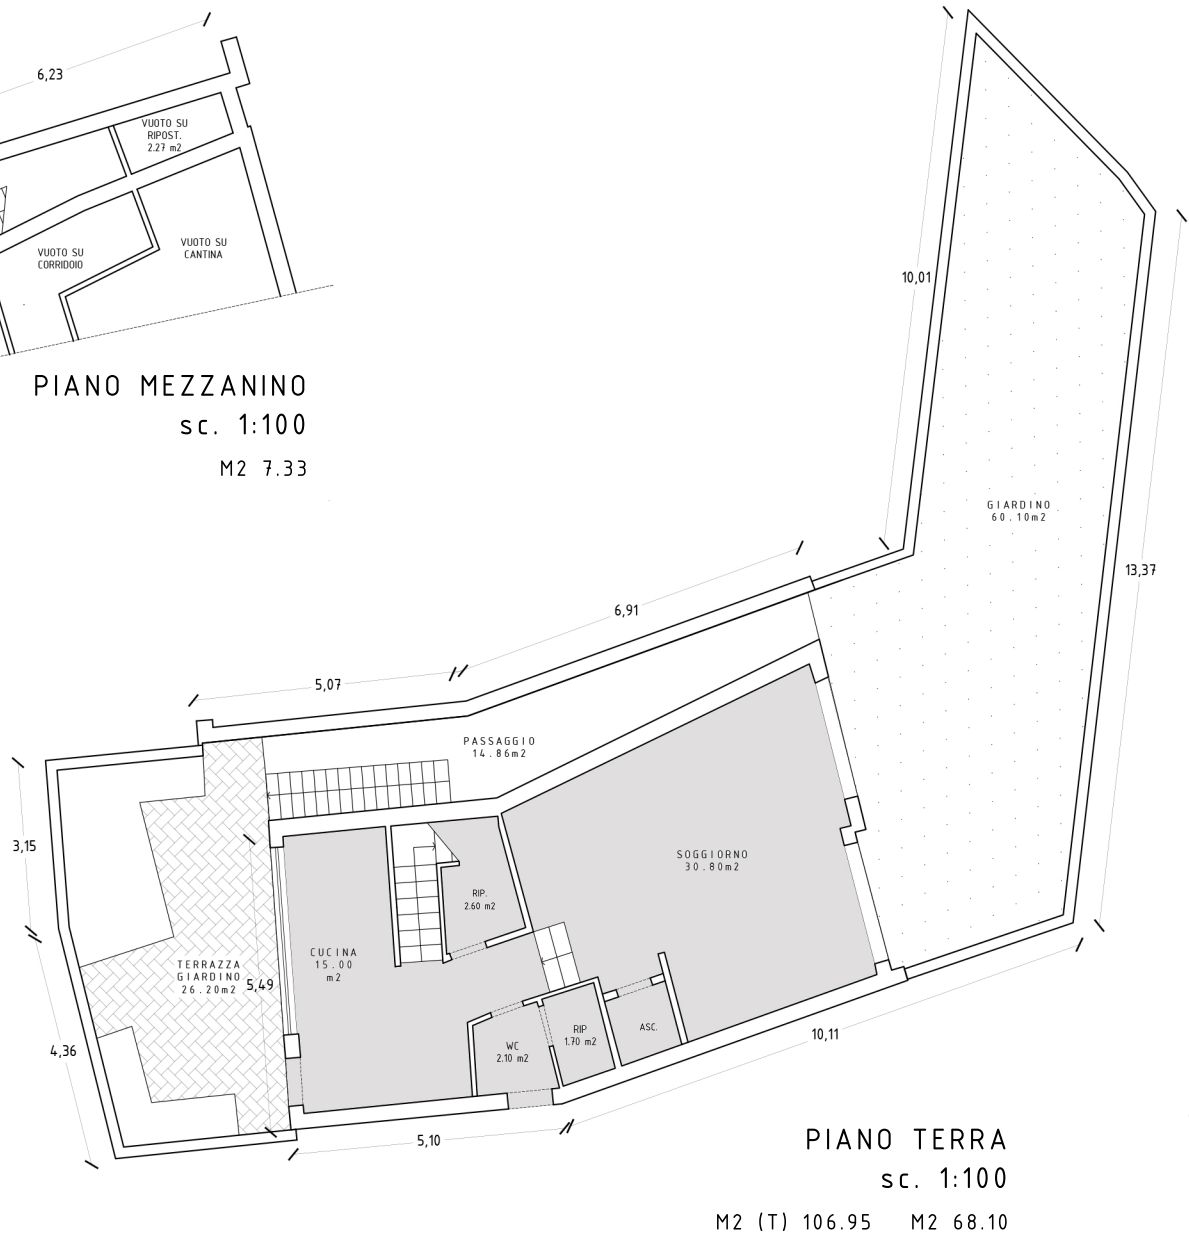 6,23
VUOTO SU
RIPOST.
2.27 m2
VUOTO SU
CORRIDOIO
VUOTO SU
CANTINA
PIANO MEZZANINO
sc. 1:100
M2 7.33
10,01
GIARDINO
60.10m2
13,37
6,91
5,07
PASSAGGIO
14.86m2
3,15
SOGGIORNO
30.80m2
RIP.
2.60 m2
CUCINA
15.00
m2
TERRAZZA
GIARDINO
26.20m2
5,49
4,36
WC
2.10 m2
RIP
1.70 m2
ASC.
10,11
5,10
PIANO TERRA
sc. 1:100
M2 (T) 106.95 M2 68.10